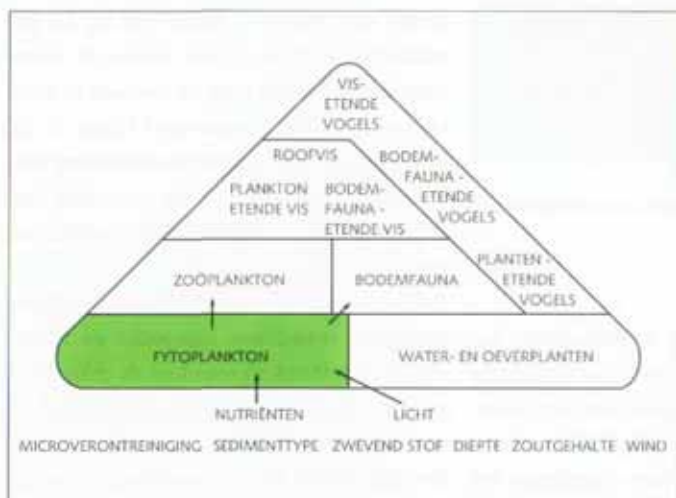 VIS-
ETENDE
VOGELS
ROOFVIS
BODEM-
FAUNA -
ETENDE
VOGELS
PLANKTON
ETENDE VIS
BODEM-
FAUNA -
ETENDE VIS
PLANTEN -
ETENDE
VOGELS
ZOÖPLANKTON
BODEMFAUNA
FYTOPLANKTON
WATER- EN OEVERPLANTEN
NUTRIËNTEN
LICHT
MICROVERONTREINIGING SEDIMENTTYPE ZWEVEND STOF DIEPTE ZOUTGEHALTE WIND